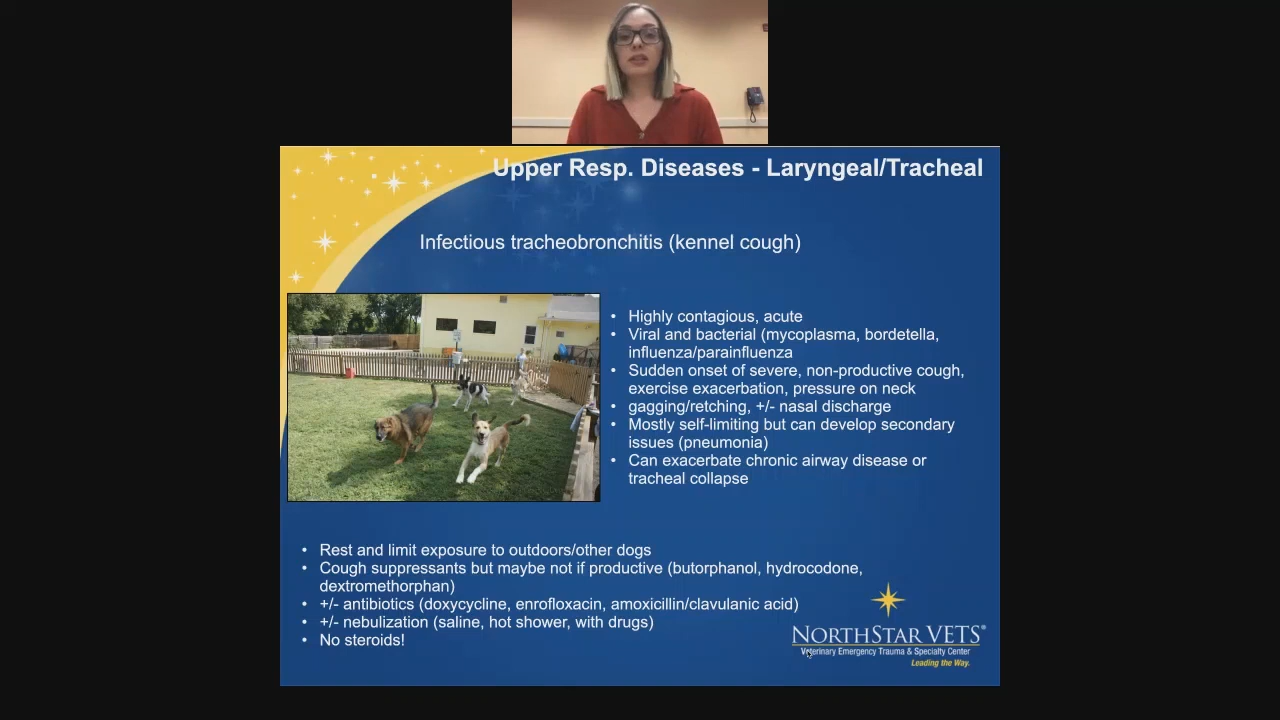 Upper Resp. Diseases - Laryngeal/Tracheal
Infectious tracheobronchitis (kennel cough)
• Highly contagious, acute
• Viral and bacterial (mycoplasma, bordetella,
influenza/parainfluenza
• Sudden onset of severe, non-productive cough,
exercise exacerbation, pressure on neck
• gagging/retching, +/- nasal discharge
• Mostly self-limiting but can develop secondary
issues (pneumonia)
• Can exacerbate chronic airway disease or
tracheal collapse
• Rest and limit exposure to outdoors/other dogs
• Cough suppressants but maybe not if productive (butorphanol, hydrocodone,
dextromethorphan)
• +/- antibiotics (doxycycline, enrofloxacin, amoxicillin/clavulanic acid)
• +/- nebulization (saline, hot shower, with drugs)
• No steroids!
NORTHSTAR VETS®
Veterinary Emergency Trauma & Specialty Center
Leading the Way.